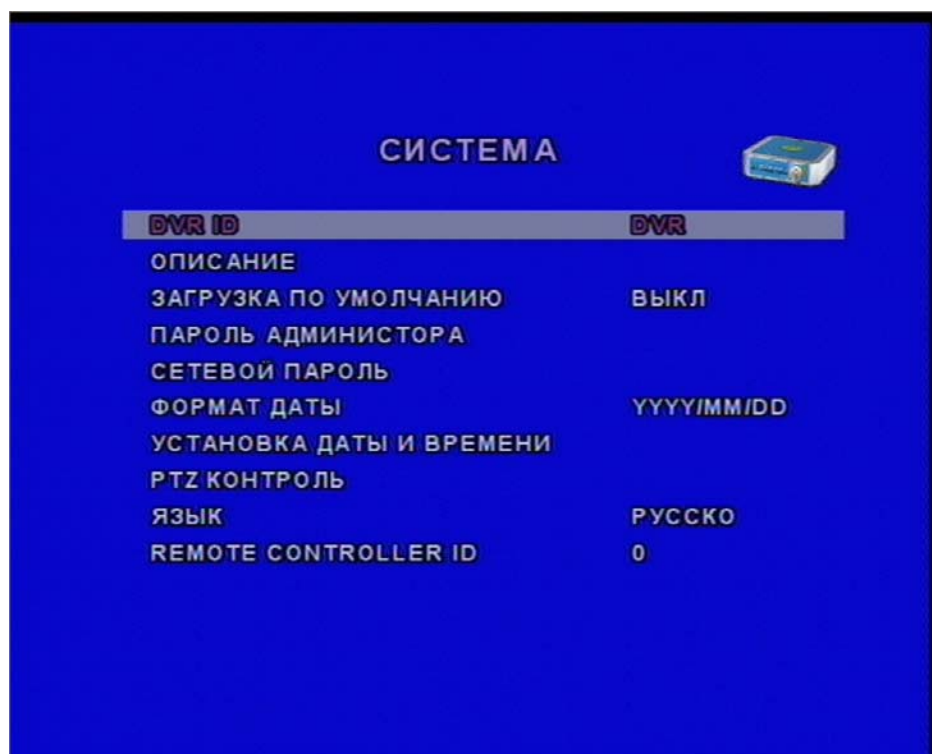 СИСТЕМА
DVR ID DVR
ОПИСАНИЕ
ЗАГРУЗКА ПО УМОЛЧАНИЮ ВЫКЛ
ПАРОЛЬ АДМИНИСТОРА
СЕТЕВОЙ ПАРОЛЬ
ФОРМАТ ДАТЫ YYYY/MM/DD
УСТАНОВКА ДАТЫ И ВРЕМЕНИ
PTZ КОНТРОЛЬ
ЯЗЫК РУССКО
REMOTE CONTROLLER ID 0